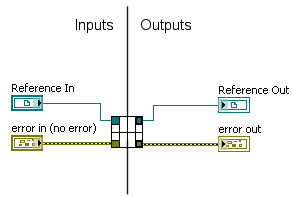 Inputs Outputs
Reference In
Reference Out
error in (no error)
error out